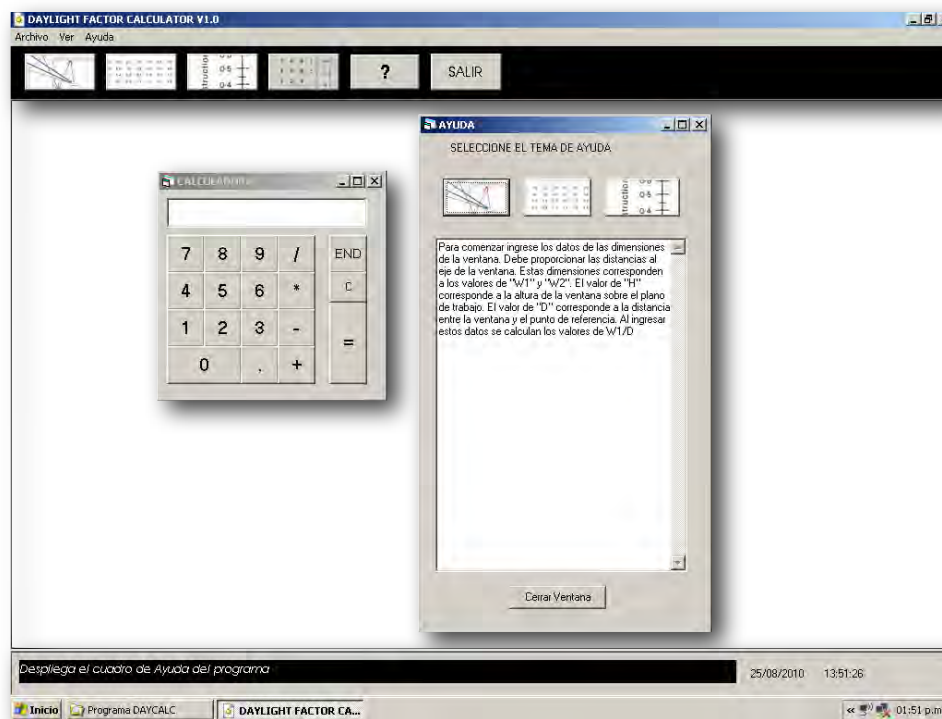 DAYLIGHT FACTOR CALCULATOR V1.0
Archivo Ver Ayuda
? SALIR
AYUDA
SELECCIONE EL TEMA DE AYUDA
CALCULADORA
7 8 9 / END
4 5 6 * C
1 2 3 - =
0 . +
Para comenzar ingrese los datos de las dimensiones
de la ventana. Debe proporcionar las distancias al
eje de la ventana. Estas dimensiones corresponden
a los valores de "W1" y "W2". El valor de "H"
corresponde a la altura de la ventana sobre el plano
de trabajo. El valor de "D" corresponde a la distancia
entre la ventana y el punto de referencia. Al ingresar
estos datos se calculan los valores de W1/D
Cerrar Ventana
Despliega el cuadro de Ayuda del programa
25/08/2010 13:51:26
Inicio Programa DAYCALC DAYLIGHT FACTOR CA... « 01:51 p.m.